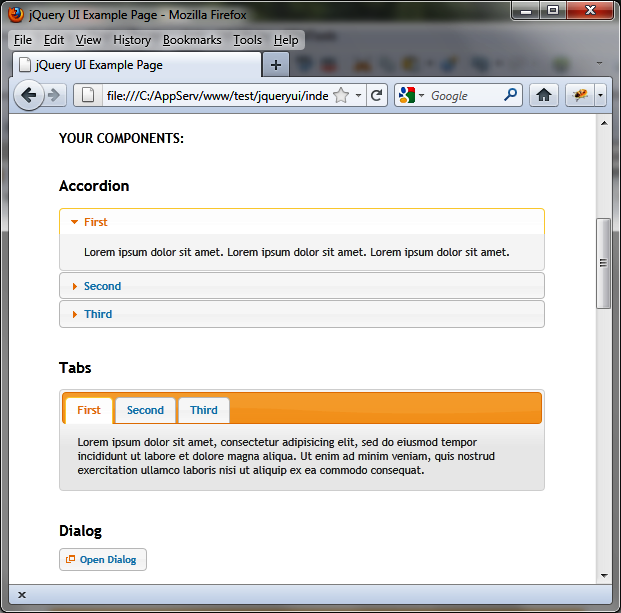 jQuery UI Example Page - Mozilla Firefox
File Edit View History Bookmarks Tools Help
jQuery UI Example Page
file:///C:/AppServ/www/test/jqueryui/inde
Google
YOUR COMPONENTS:
Accordion
First
Lorem ipsum dolor sit amet. Lorem ipsum dolor sit amet. Lorem ipsum dolor sit amet.
Second
Third
Tabs
First Second Third
Lorem ipsum dolor sit amet, consectetur adipisicing elit, sed do eiusmod tempor
incididunt ut labore et dolore magna aliqua. Ut enim ad minim veniam, quis nostrud
exercitation ullamco laboris nisi ut aliquip ex ea commodo consequat.
Dialog
Open Dialog